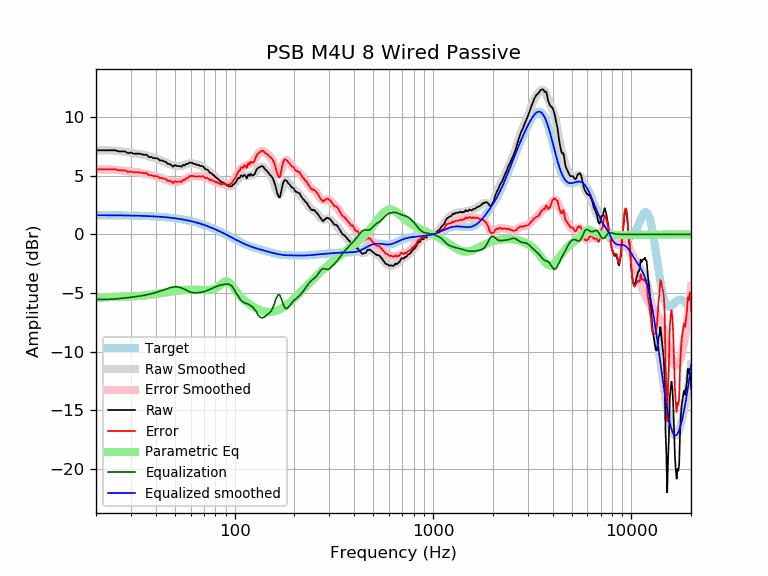 PSB M4U 8 Wired Passive
Amplitude (dBr)
10
5
0
−5
−10
−15
−20
Target
Raw Smoothed
Error Smoothed
Raw
Error
Parametric Eq
Equalization
Equalized smoothed
100
1000
10000
Frequency (Hz)